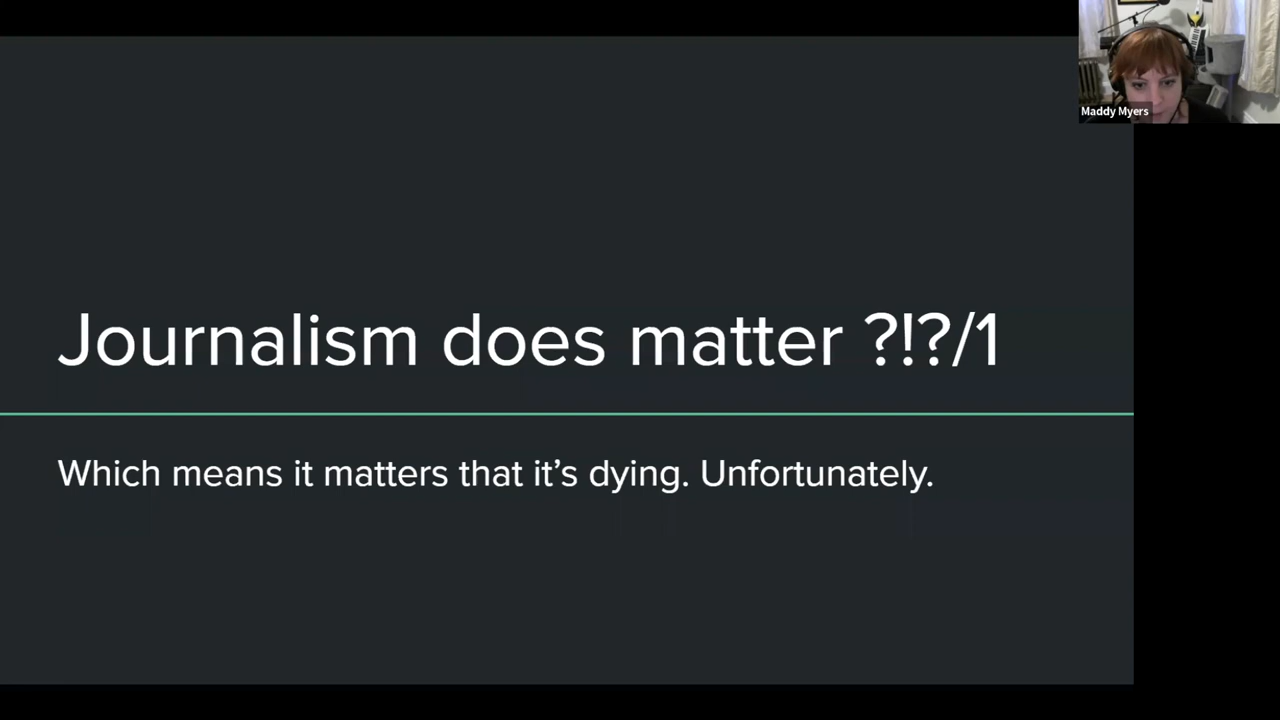 Maddy Myers
Journalism does matter ?!?/1
Which means it matters that it’s dying. Unfortunately.